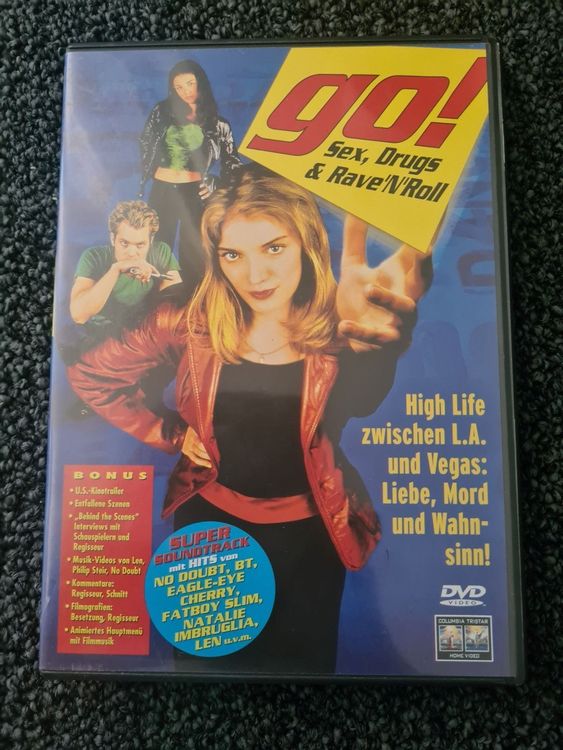 go!
Sex, Drugs
& Rave'N'Roll
High Life
zwischen L.A.
und Vegas:
Liebe, Mord
und Wahn-
sinn!
BONUS
• U.S.-Kinotrailer
• Entfallene Szenen
• „Behind the Scenes"
Interviews mit
Schauspielern und
Regisseur
• Musik-Videos von Len,
Philip Steir, No Doubt
• Kommentare:
Regisseur, Schnitt
• Filmografien:
Besetzung, Regisseur
• Animiertes Hauptmenü
mit Filmmusik
SUPER
SOUNDTRACK
mit HITS von
NO DOUBT, BT,
EAGLE-EYE
CHERRY,
FATBOY SLIM,
NATALIE
IMBRUGLIA,
LEN u.v.m.
DVD
VIDEO
COLUMBIA TRISTAR
HOME VIDEO